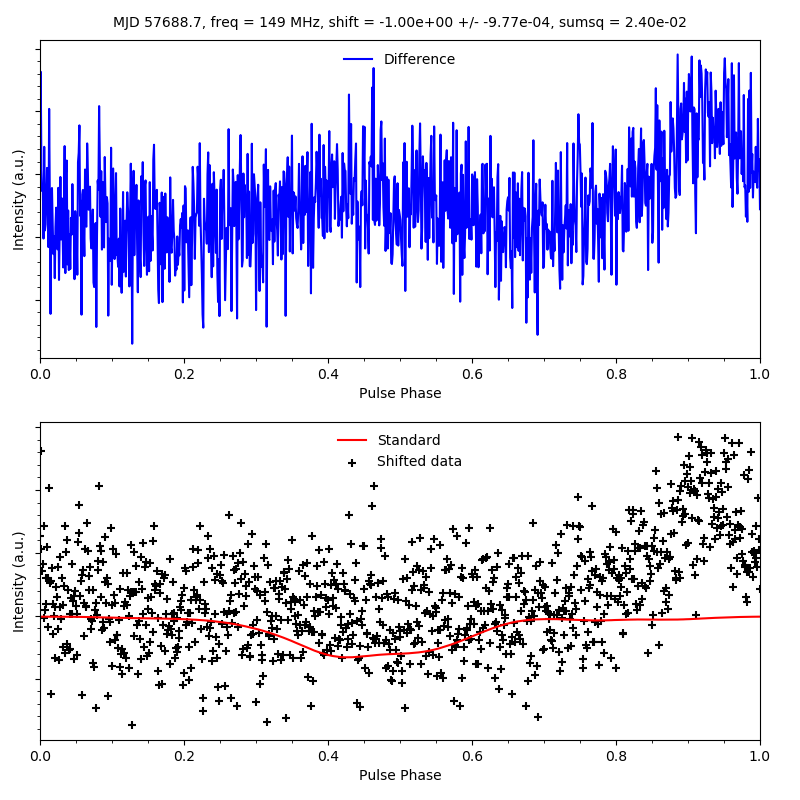 MJD 57688.7, freq = 149 MHz, shift = -1.00e+00 +/- -9.77e-04, sumsq = 2.40e-02
Difference
Intensity (a.u.)
0.0 0.2 0.4 0.6 0.8 1.0
Pulse Phase
Standard
Shifted data
Intensity (a.u.)
0.0 0.2 0.4 0.6 0.8 1.0
Pulse Phase